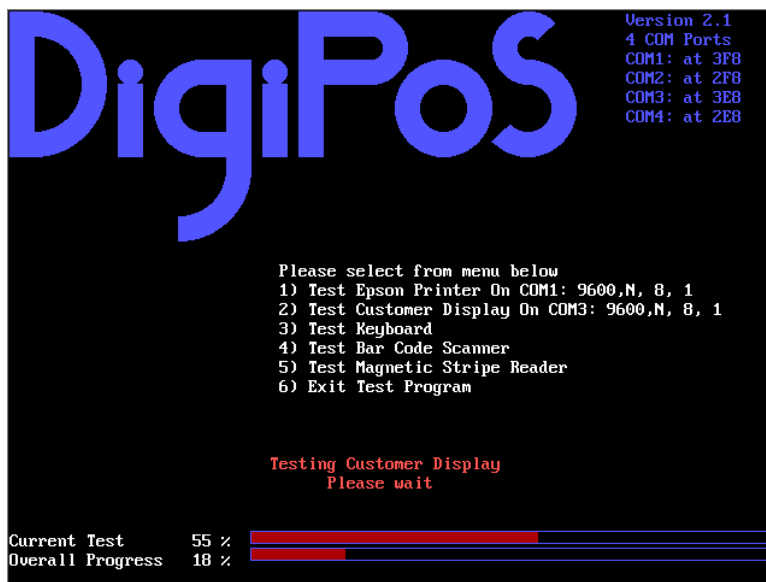 DigiPoS
Version 2.1
4 COM Ports
COM1: at 3F8
COM2: at 2F8
COM3: at 3E8
COM4: at 2E8
Please select from menu below
1) Test Epson Printer On COM1: 9600,N, 8, 1
2) Test Customer Display On COM3: 9600,N, 8, 1
3) Test Keyboard
4) Test Bar Code Scanner
5) Test Magnetic Stripe Reader
6) Exit Test Program
Testing Customer Display
Please wait
Current Test 55 %
Overall Progress 18 %